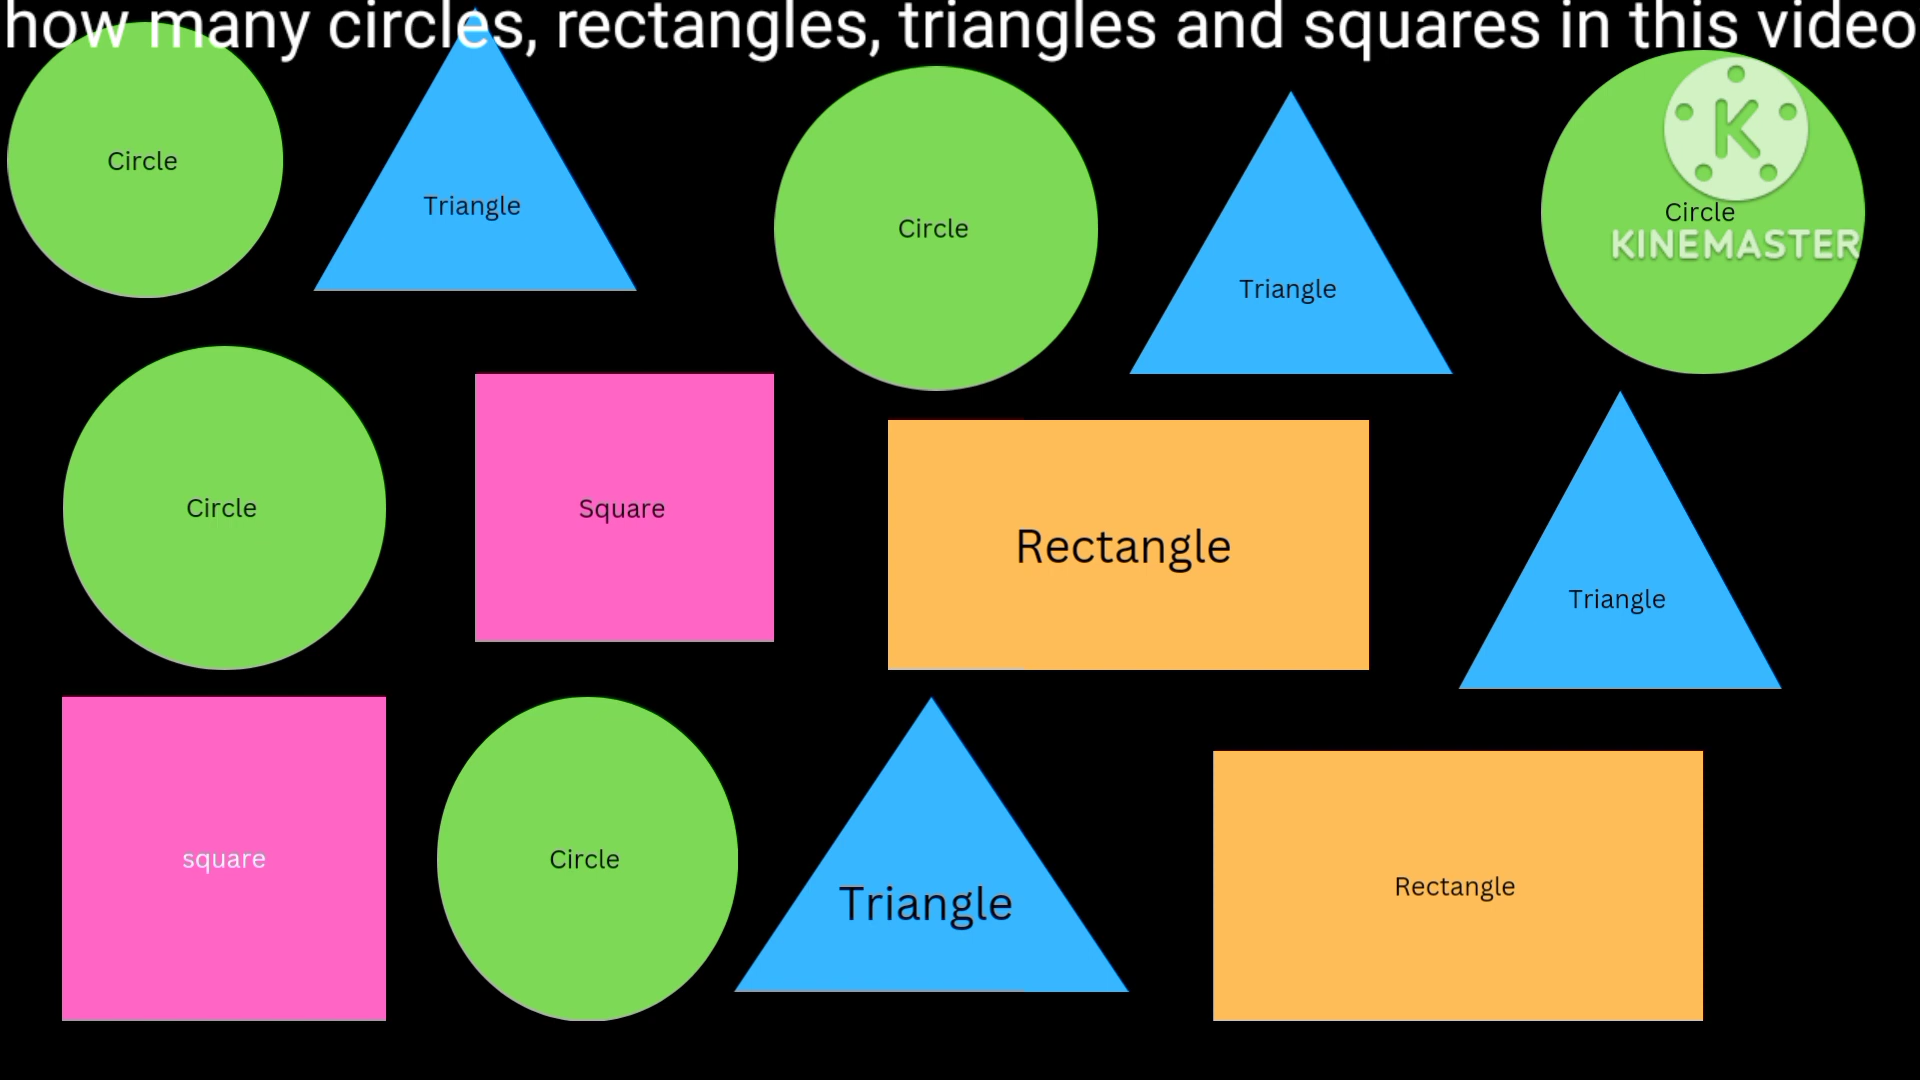 how many circles, rectangles, triangles and squares in this video
Circle
Triangle
Circle
Triangle
Circle
K
KINEMASTER
Circle
Square
Rectangle
Triangle
square
Circle
Triangle
Rectangle